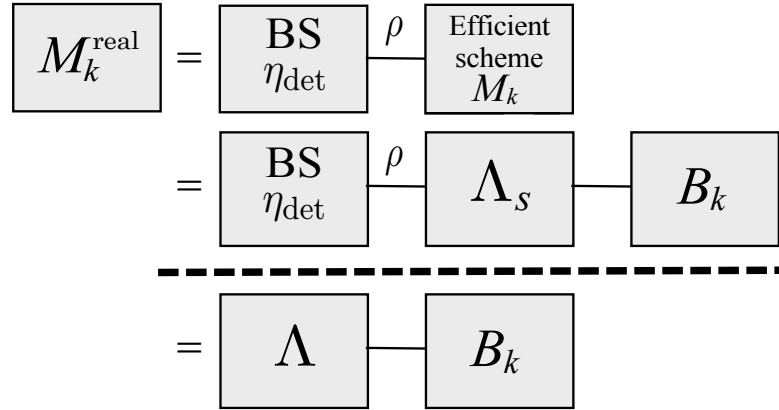 M_k^real = BS η_det ρ Efficient scheme M_k
= BS η_det ρ Λ_s B_k
= Λ B_k